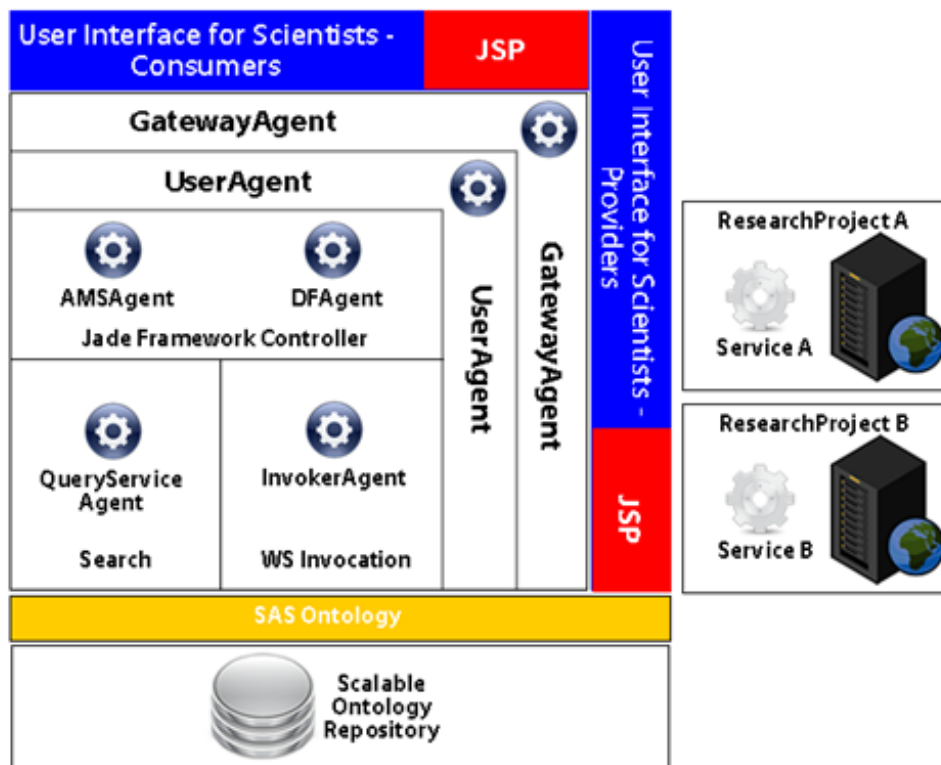 User Interface for Scientists -
Consumers
JSP
GatewayAgent
UserAgent
AMSAgent
DFAgent
Jade Framework Controller
QueryService
Agent
Search
InvokerAgent
WS Invocation
UserAgent
GatewayAgent
User Interface for Scientists -
Providers
JSP
ResearchProject A
Service A
ResearchProject B
Service B
SAS Ontology
Scalable
Ontology
Repository